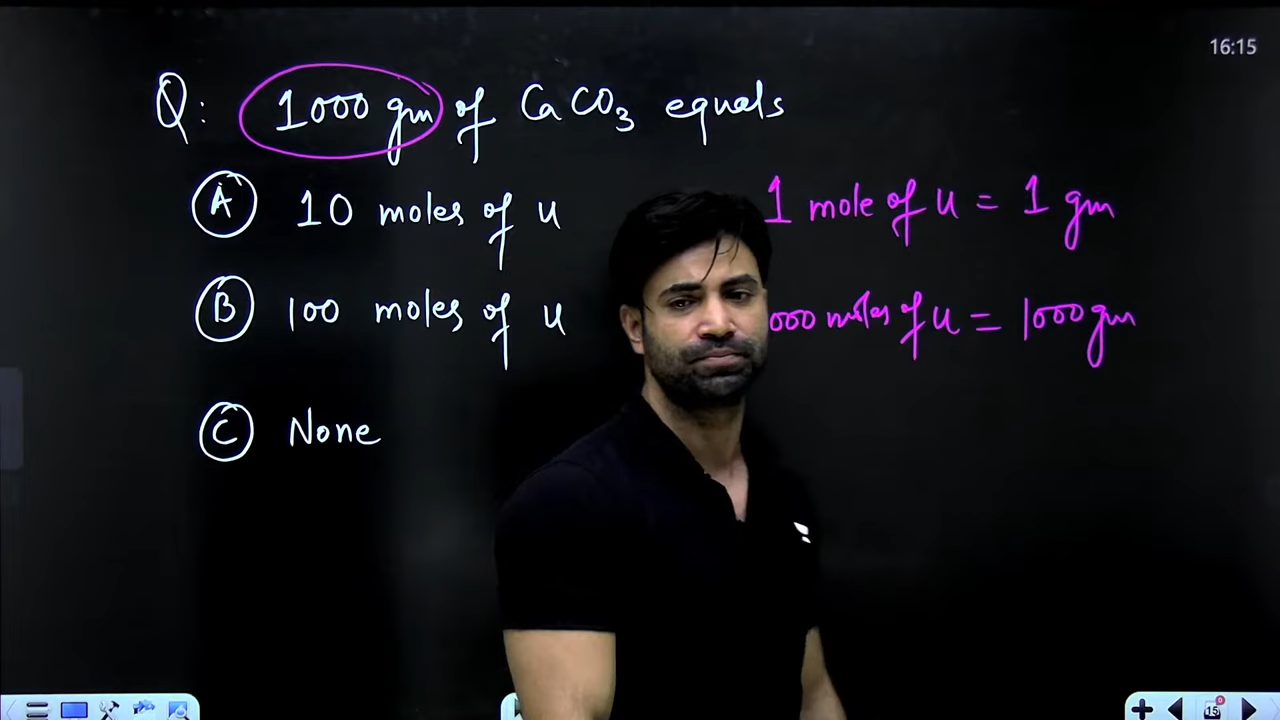 16:15
Q: 1000 gm of CaCO₃ equals
A 10 moles of u
1 mole of u = 1 gm
B 100 moles of u
000 moles of u = 1000 gm
C None
15